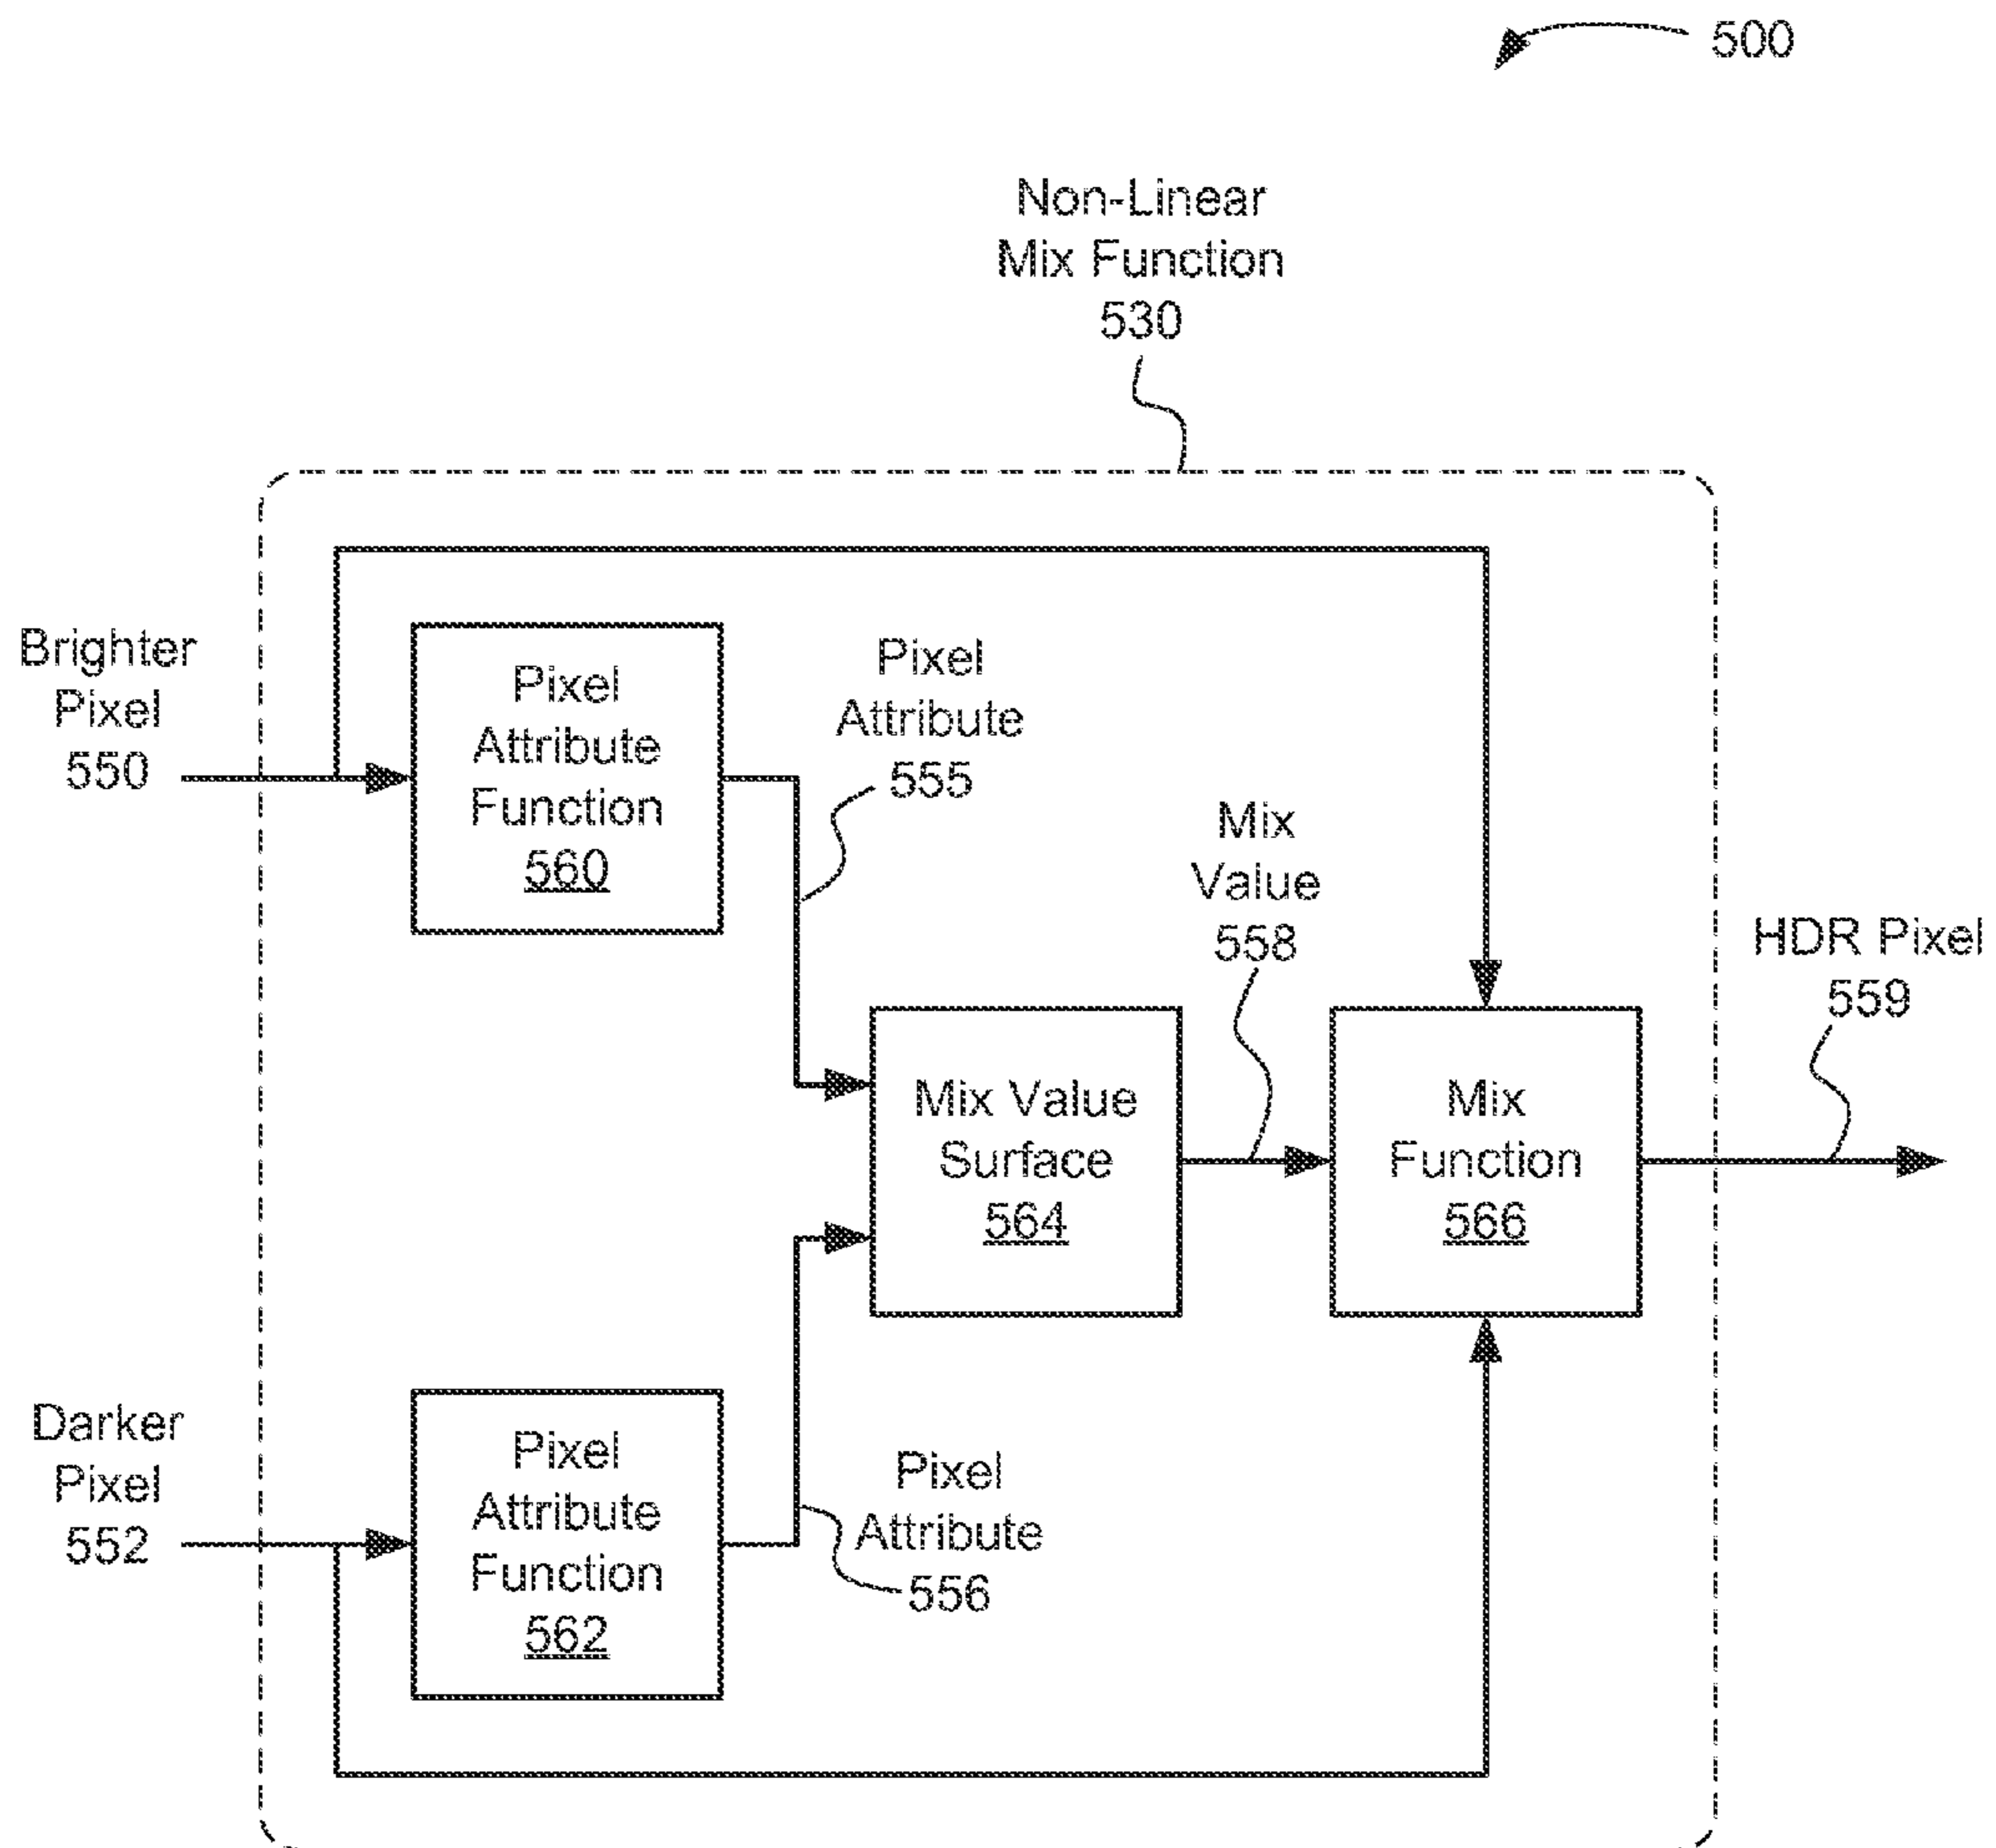 500
Non-Linear
Mix Function
530
Brighter
Pixel
550
Pixel
Attribute
Function
560
Pixel
Attribute
555
Mix
Value
558
HDR Pixel
559
Mix Value
Surface
564
Mix
Function
566
Darker
Pixel
552
Pixel
Attribute
Function
562
Pixel
Attribute
556